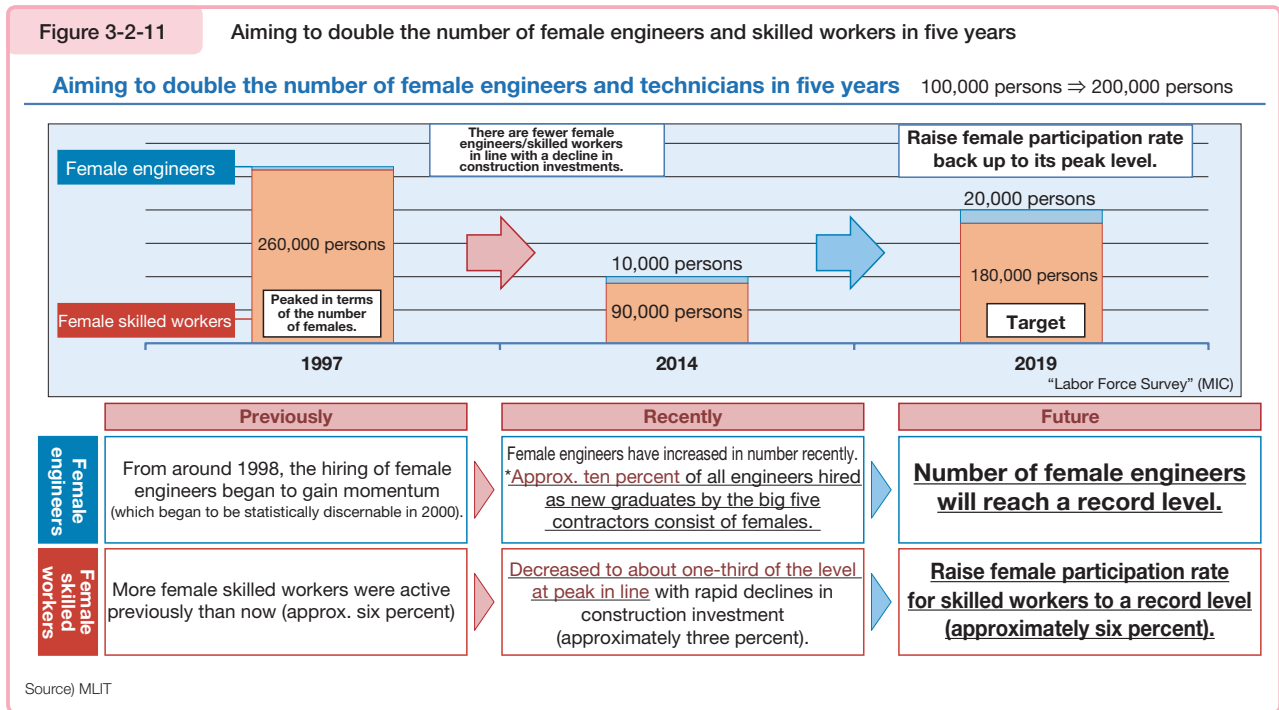 Figure 3-2-11
Aiming to double the number of female engineers and skilled workers in five years
Aiming to double the number of female engineers and technicians in five years
100,000 persons ⇒ 200,000 persons
There are fewer female
engineers/skilled workers
in line with a decline in
construction investments.
Raise female participation rate
back up to its peak level.
Female engineers
20,000 persons
260,000 persons
10,000 persons
180,000 persons
Peaked in terms
of the number
of females.
Female skilled workers
90,000 persons
Target
1997
2014
2019
"Labor Force Survey" (MIC)
Previously
Recently
Future
Female
engineers
From around 1998, the hiring of female
engineers began to gain momentum
(which began to be statistically discernable in 2000).
Female engineers have increased in number recently.
*Approx. ten percent of all engineers hired
as new graduates by the big five
contractors consist of females.
Number of female engineers
will reach a record level.
Female
skilled
workers
More female skilled workers were active
previously than now (approx. six percent)
Decreased to about one-third of the level
at peak in line with rapid declines in
construction investment
(approximately three percent).
Raise female participation rate
for skilled workers to a record level
(approximately six percent).
Source) MLIT